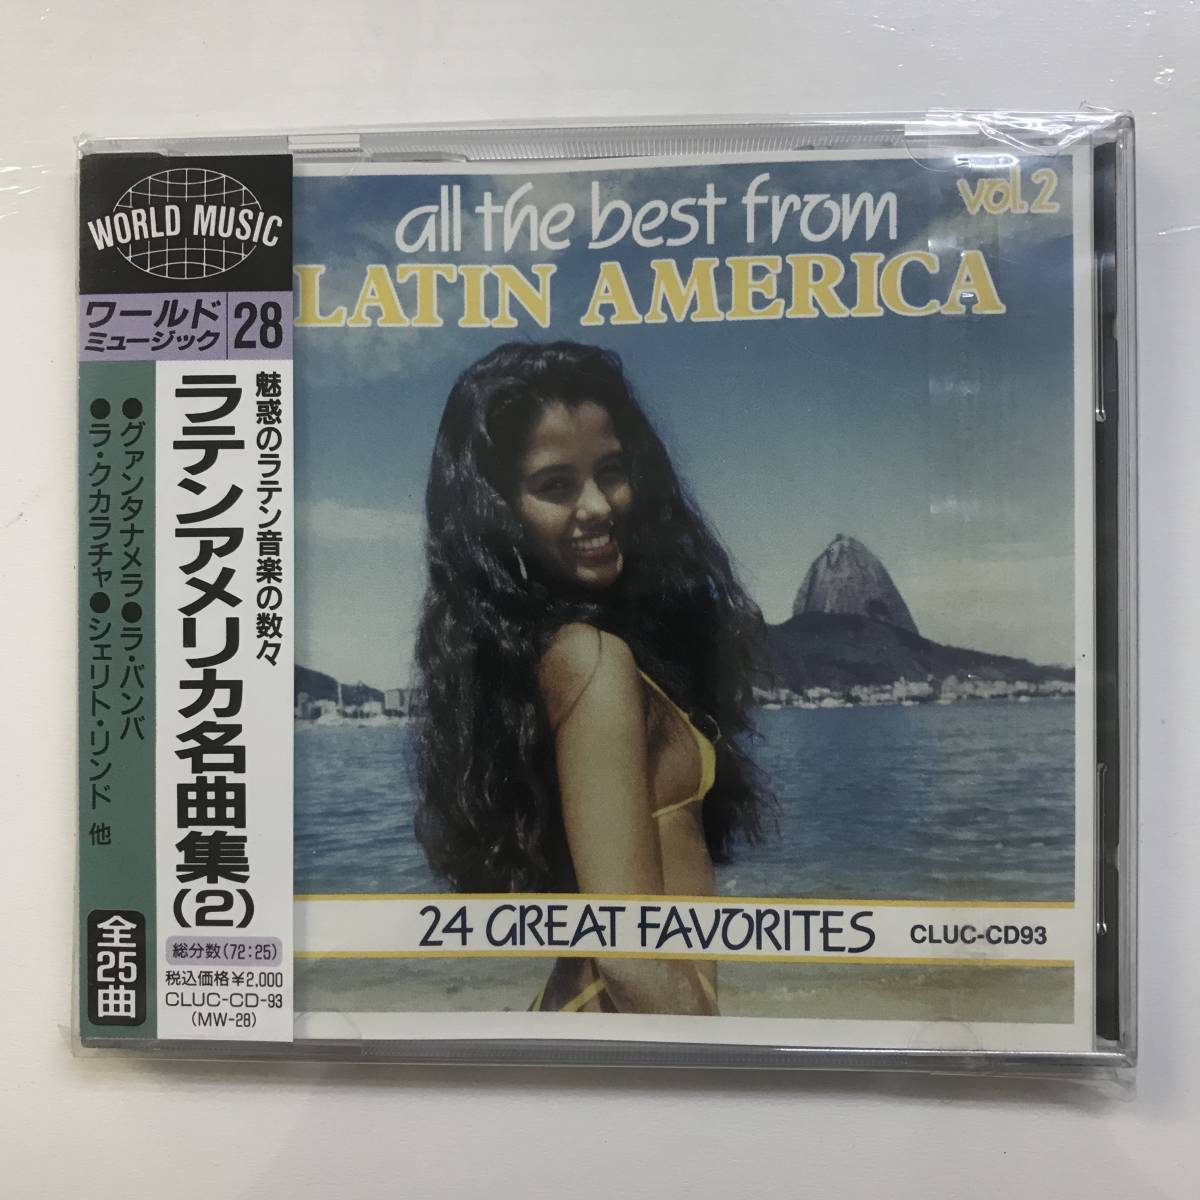 WORLD MUSIC
ワールド
ミュージック
28
魅惑のラテン音楽の数々
ラテンアメリカ名曲集(2)
●グァンタナメラ●ラ・バンバ
●ラ・クカラチャ●シェリト・リンド 他
全25曲
総分数(72:25)
税込価格¥2,000
CLUC-CD-93
(MW-28)
all the best from
vol.2
LATIN AMERICA
24 GREAT FAVORITES
CLUC-CD93